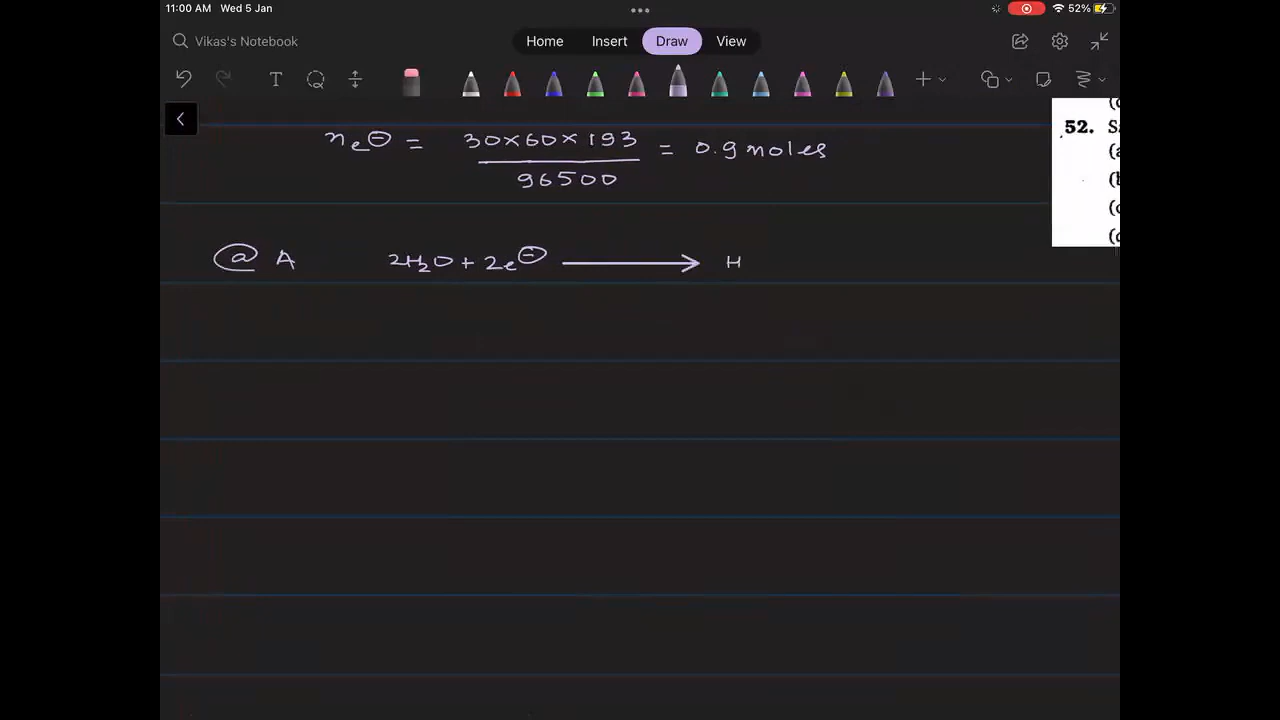 11:00 AM Wed 5 Jan
52%
Vikas's Notebook
Home Insert Draw View
T
n e⊖ = 30×60×193 = 0.9 moles
96500
52. S
(a
(
(
(
@ A 2H₂O + 2e⊖ ⟶ H